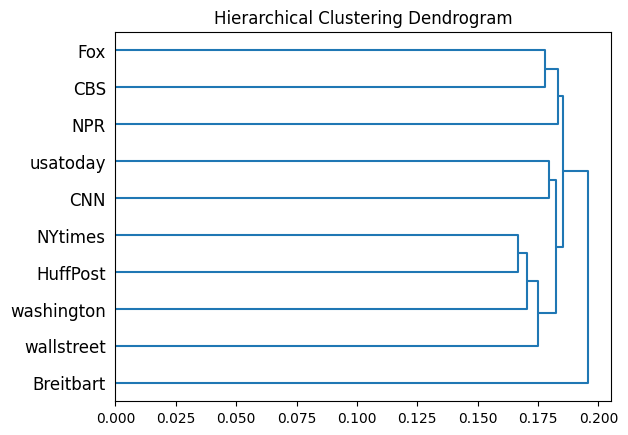 Hierarchical Clustering Dendrogram
Fox
CBS
NPR
usatoday
CNN
NYtimes
HuffPost
washington
wallstreet
Breitbart
0.000 0.025 0.050 0.075 0.100 0.125 0.150 0.175 0.200